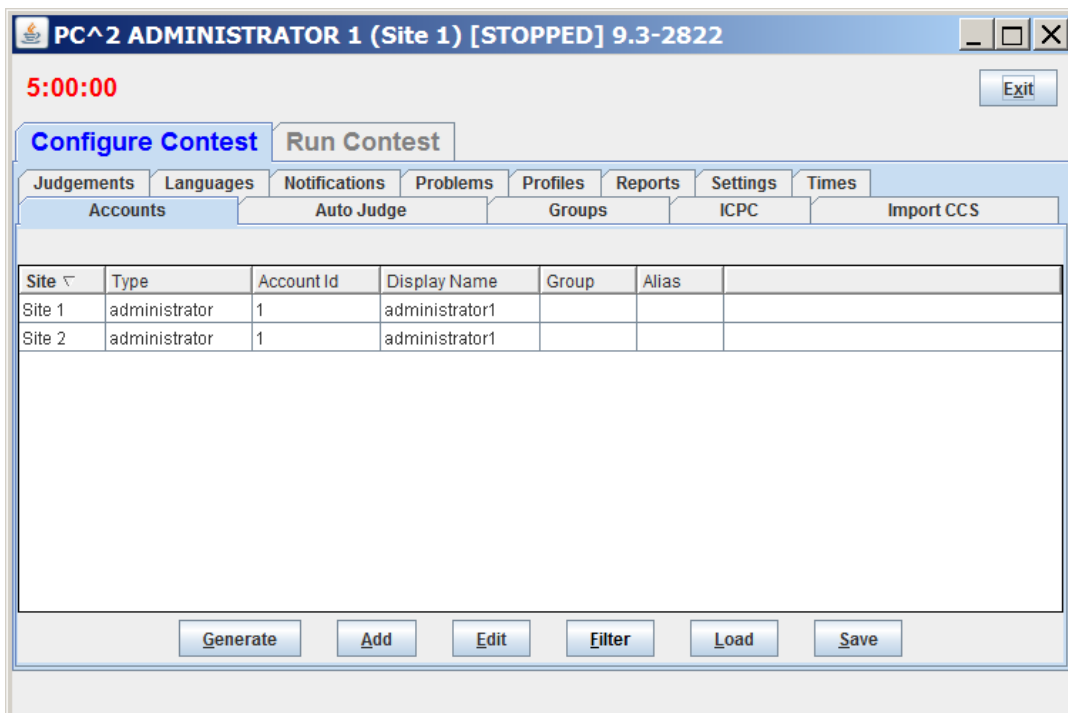 PC^2 ADMINISTRATOR 1 (Site 1) [STOPPED] 9.3-2822
5:00:00
Exit
Configure Contest Run Contest
Judgements Languages Notifications Problems Profiles Reports Settings Times
Accounts Auto Judge Groups ICPC Import CCS
Site Type Account Id Display Name Group Alias
Site 1 administrator 1 administrator1
Site 2 administrator 1 administrator1
Generate Add Edit Filter Load Save